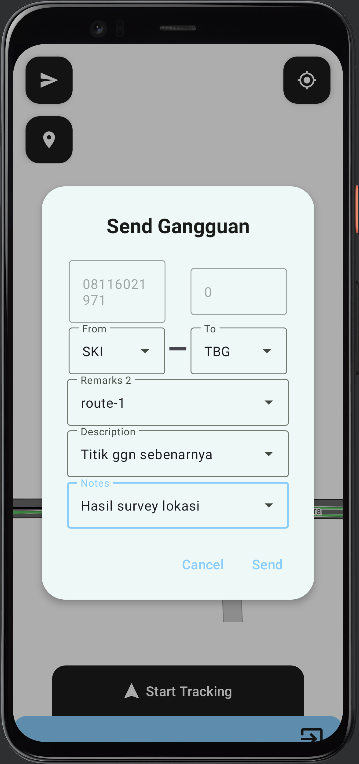 Send Gangguan
08116021
971
0
From
To
SKI
TBG
Remarks 2
route-1
Description
Titik ggn sebenarnya
Notes
Hasil survey lokasi
Cancel Send
Start Tracking